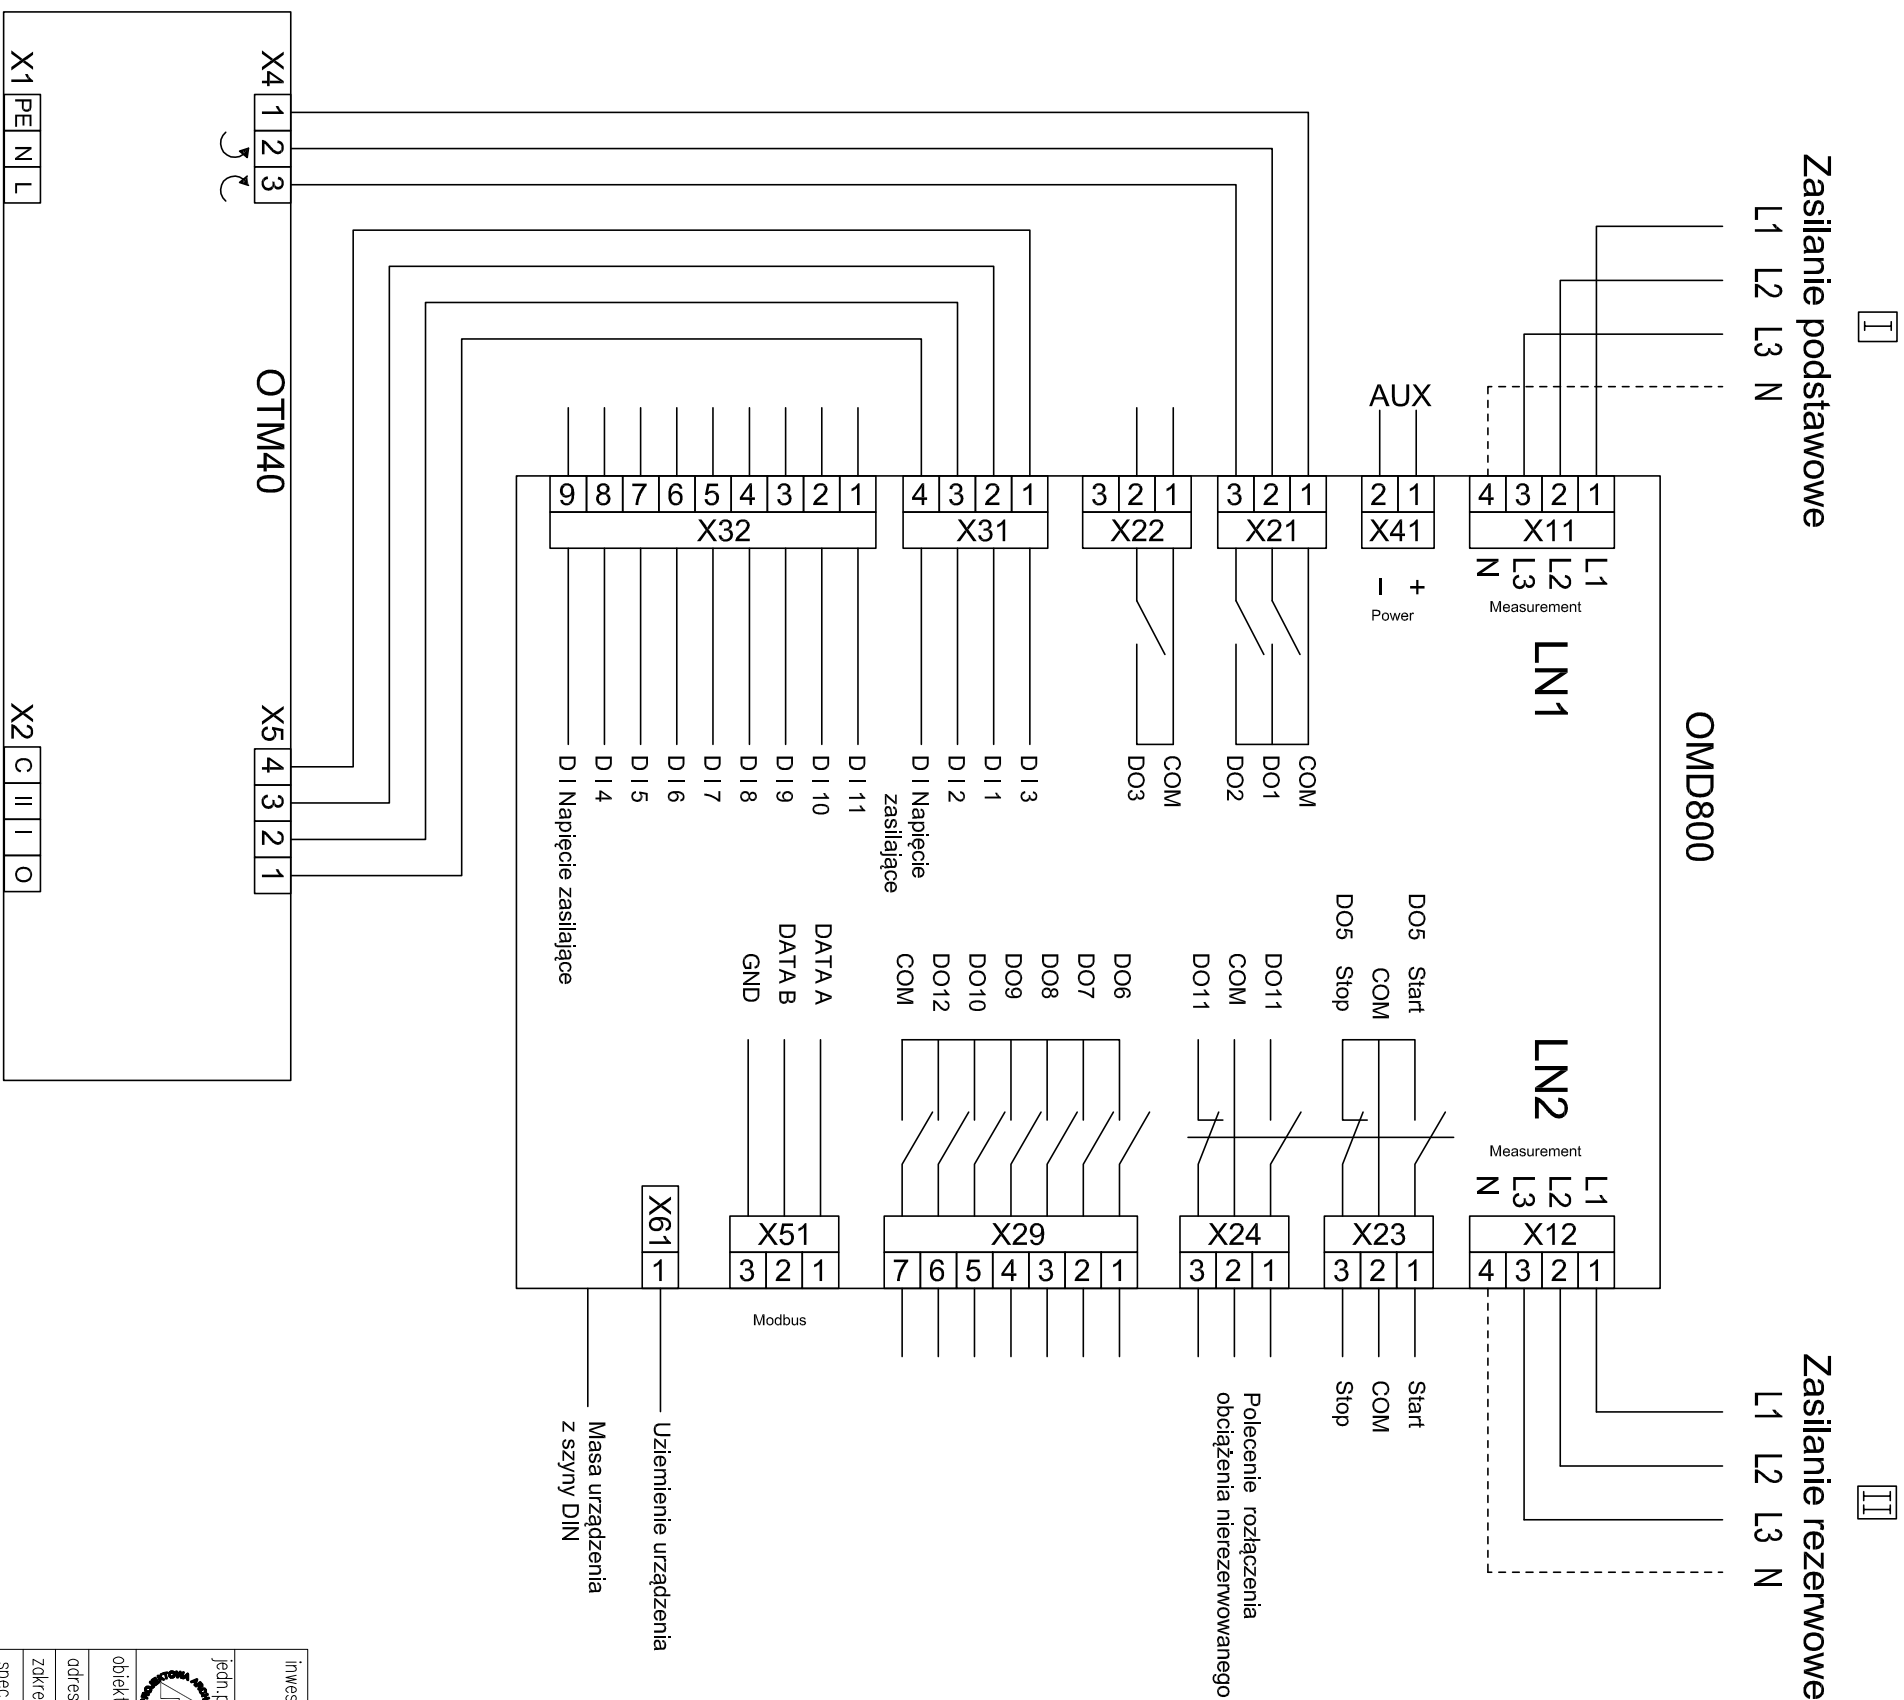 I
Zasilanie podstawowe
L1 L2 L3 N
II
Zasilanie rezerwowe
L1 L2 L3 N
OMD800
AUX
4 3 2 1
X11
N L3 L2 L1
Measurement
LN1
2 1
X41
- +
Power
3 2 1
X21
DO2 DO1 COM
3 2 1
X22
DO3 COM
4 3 2 1
X31
D I Napięcie
zasilające
D I 2
D I 1
D I 3
9 8 7 6 5 4 3 2 1
X32
D I Napięcie zasilające
D I 4
D I 5
D I 6
D I 7
D I 8
D I 9
D I 10
D I 11
LN2
Measurement
N L3 L2 L1
X12
4 3 2 1
DO5 Start
COM
DO5 Stop
X23
3 2 1
Start
COM
Stop
DO11
COM
DO11
X24
3 2 1
Polecenie rozłączenia
obciążenia nierezerwowanego
DO6
DO7
DO8
DO9
DO10
DO12
COM
X29
7 6 5 4 3 2 1
DATA A
DATA B
GND
X51
3 2 1
Modbus
X61
1
Uziemienie urządzenia
Masa urządzenia
z szyny DIN
OTM40
X4 1 2 3
X5 4 3 2 1
X1 PE N L
X2 C II I O